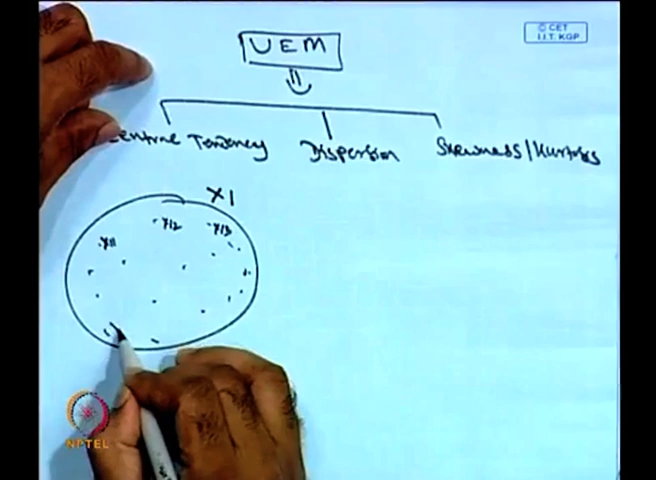 © CET
I.I.T. KGP
UEM
Central Tendency Dispersion Skewness/Kurtosis
X1
X11 X12 X13
NPTEL